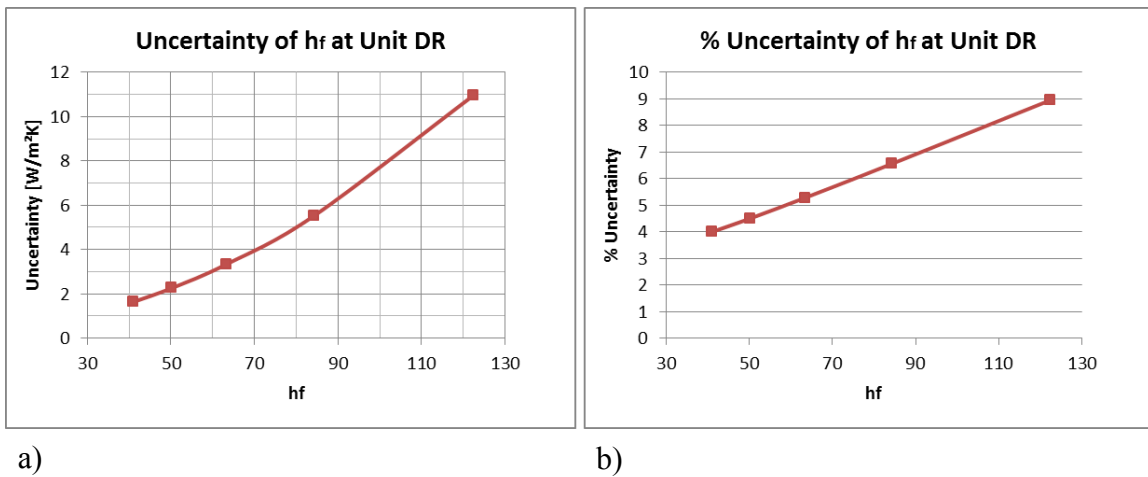 Uncertainty of hf at Unit DR
12
10
8
6
4
2
0
Uncertainty [W/m²K]
30 50 70 90 110 130
hf
a)
% Uncertainty of hf at Unit DR
10
9
8
7
6
5
4
3
2
1
0
% Uncertainty
30 50 70 90 110 130
hf
b)